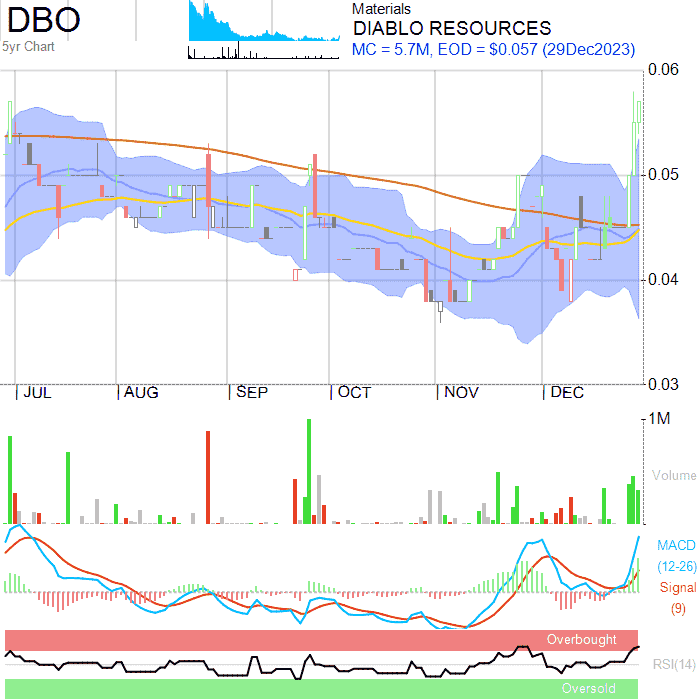 DBO
5yr Chart
Materials
DIABLO RESOURCES
MC = 5.7M, EOD = $0.057 (29Dec2023)
0.06
0.05
0.04
0.03
JUL AUG SEP OCT NOV DEC
1M
Volume
MACD
(12-26)
Signal
(9)
Overbought
RSI(14)
Oversold